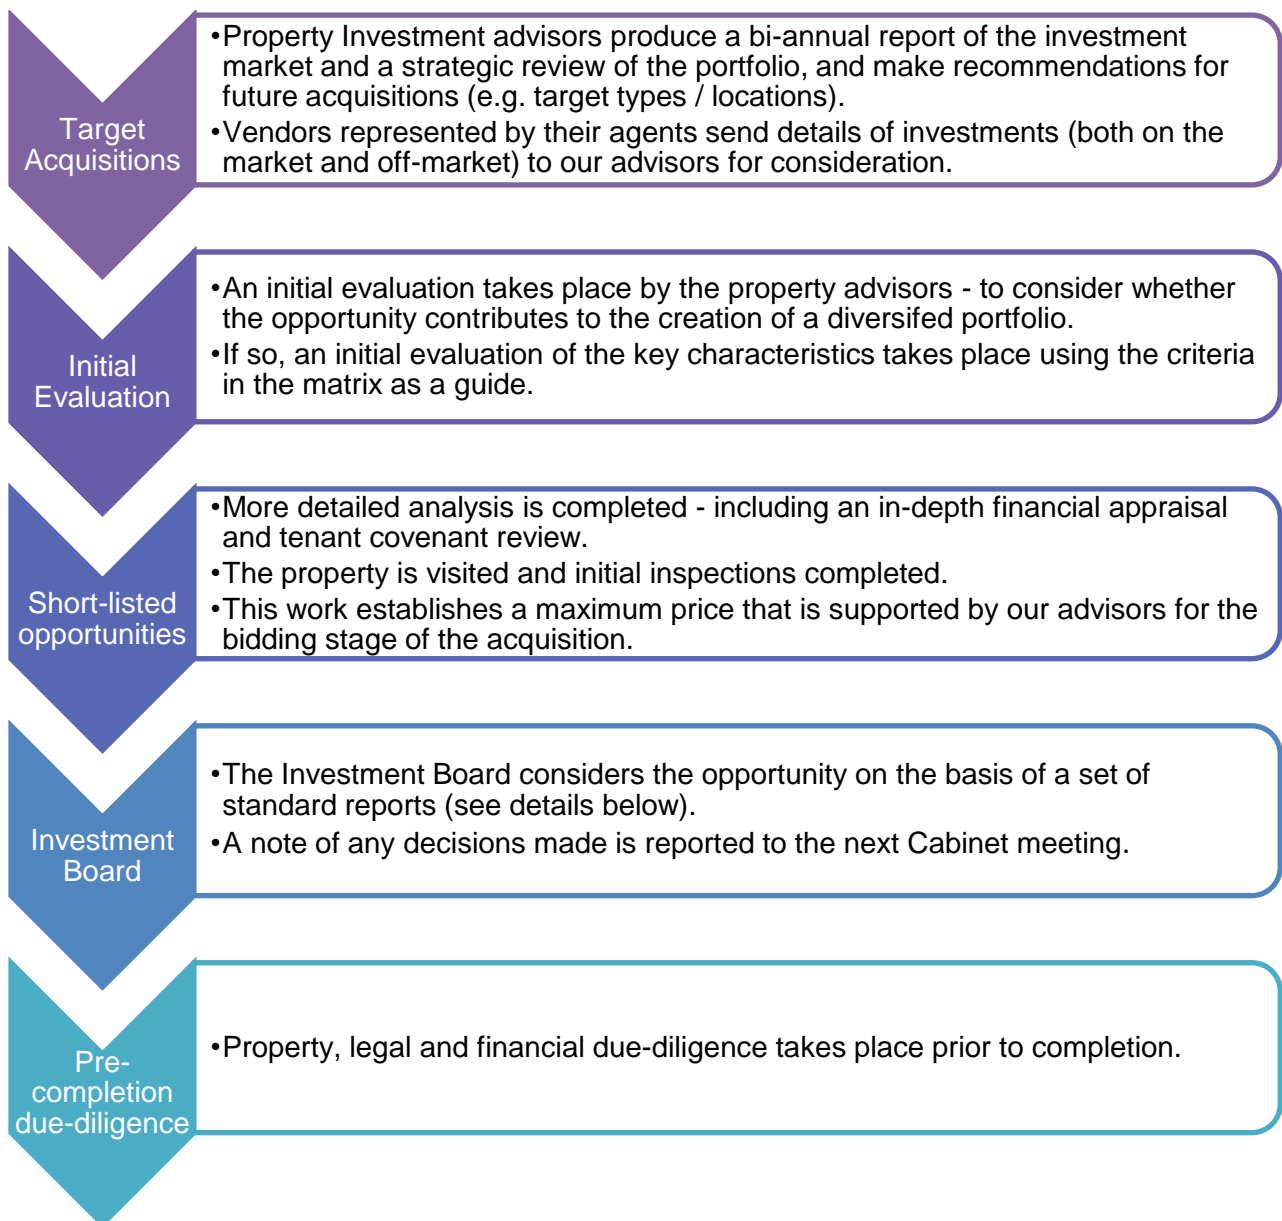 Target
Acquisitions
•Property Investment advisors produce a bi-annual report of the investment
market and a strategic review of the portfolio, and make recommendations for
future acquisitions (e.g. target types / locations).
•Vendors represented by their agents send details of investments (both on the
market and off-market) to our advisors for consideration.
Initial
Evaluation
•An initial evaluation takes place by the property advisors - to consider whether
the opportunity contributes to the creation of a diversifed portfolio.
•If so, an initial evaluation of the key characteristics takes place using the criteria
in the matrix as a guide.
Short-listed
opportunities
•More detailed analysis is completed - including an in-depth financial appraisal
and tenant covenant review.
•The property is visited and initial inspections completed.
•This work establishes a maximum price that is supported by our advisors for the
bidding stage of the acquisition.
Investment
Board
•The Investment Board considers the opportunity on the basis of a set of
standard reports (see details below).
•A note of any decisions made is reported to the next Cabinet meeting.
Pre-
completion
due-diligence
•Property, legal and financial due-diligence takes place prior to completion.